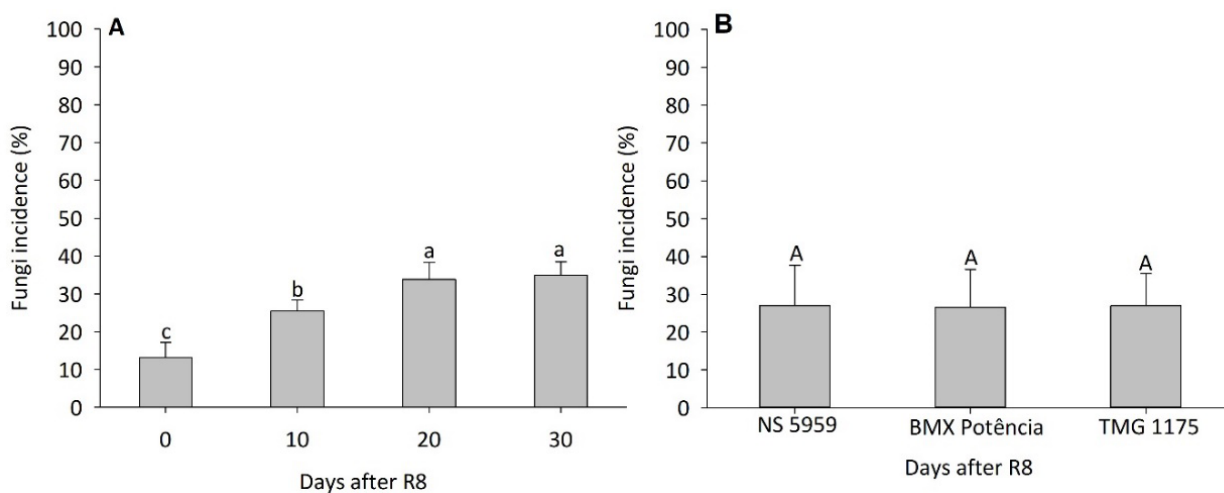 A
Fungi incidence (%)
100
90
80
70
60
50
40
30
20
10
0
c
b
a
a
0 10 20 30
Days after R8
B
Fungi incidence (%)
100
90
80
70
60
50
40
30
20
10
0
A A A
NS 5959 BMX Potência TMG 1175
Days after R8